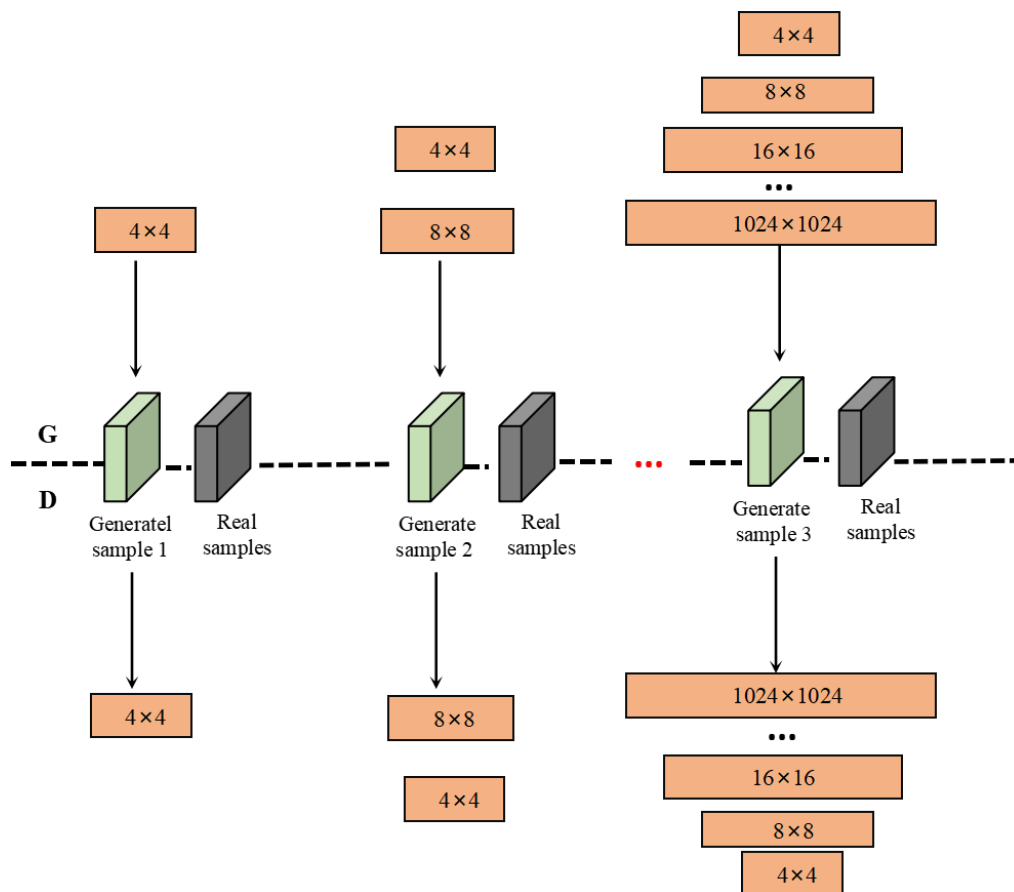 4×4
8×8
4×4
16×16
...
4×4
8×8
1024×1024
G
...
D
Generatel
sample 1
Real
samples
Generate
sample 2
Real
samples
Generate
sample 3
Real
samples
4×4
8×8
1024×1024
...
4×4
16×16
8×8
4×4